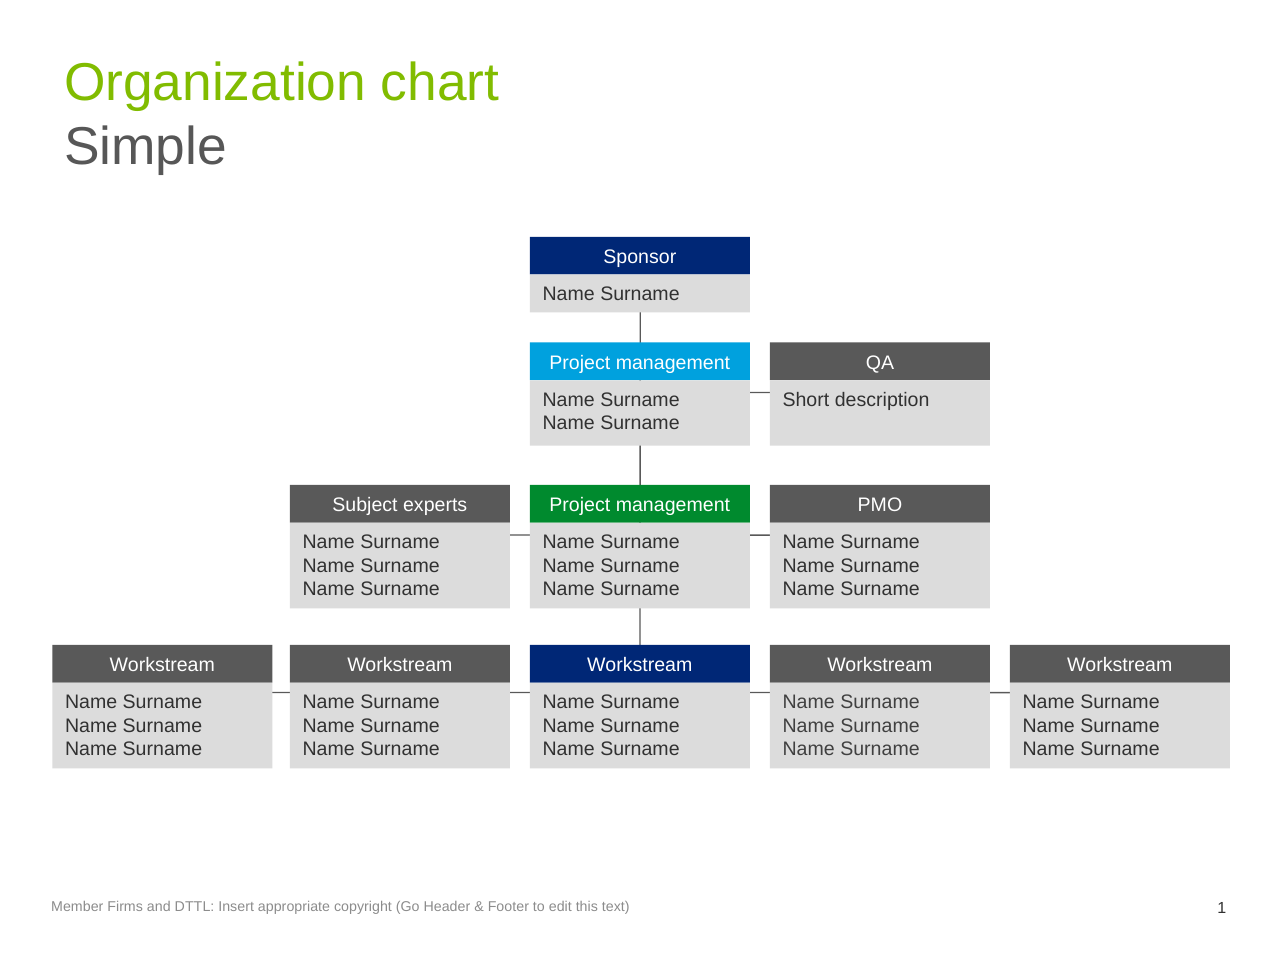 Organization chart
Simple
Sponsor
Name Surname
Project management
Name Surname
Name Surname
QA
Short description
Subject experts
Name Surname
Name Surname
Name Surname
Project management
Name Surname
Name Surname
Name Surname
PMO
Name Surname
Name Surname
Name Surname
Workstream
Name Surname
Name Surname
Name Surname
Workstream
Name Surname
Name Surname
Name Surname
Workstream
Name Surname
Name Surname
Name Surname
Workstream
Name Surname
Name Surname
Name Surname
Workstream
Name Surname
Name Surname
Name Surname
Member Firms and DTTL: Insert appropriate copyright (Go Header & Footer to edit this text)
1